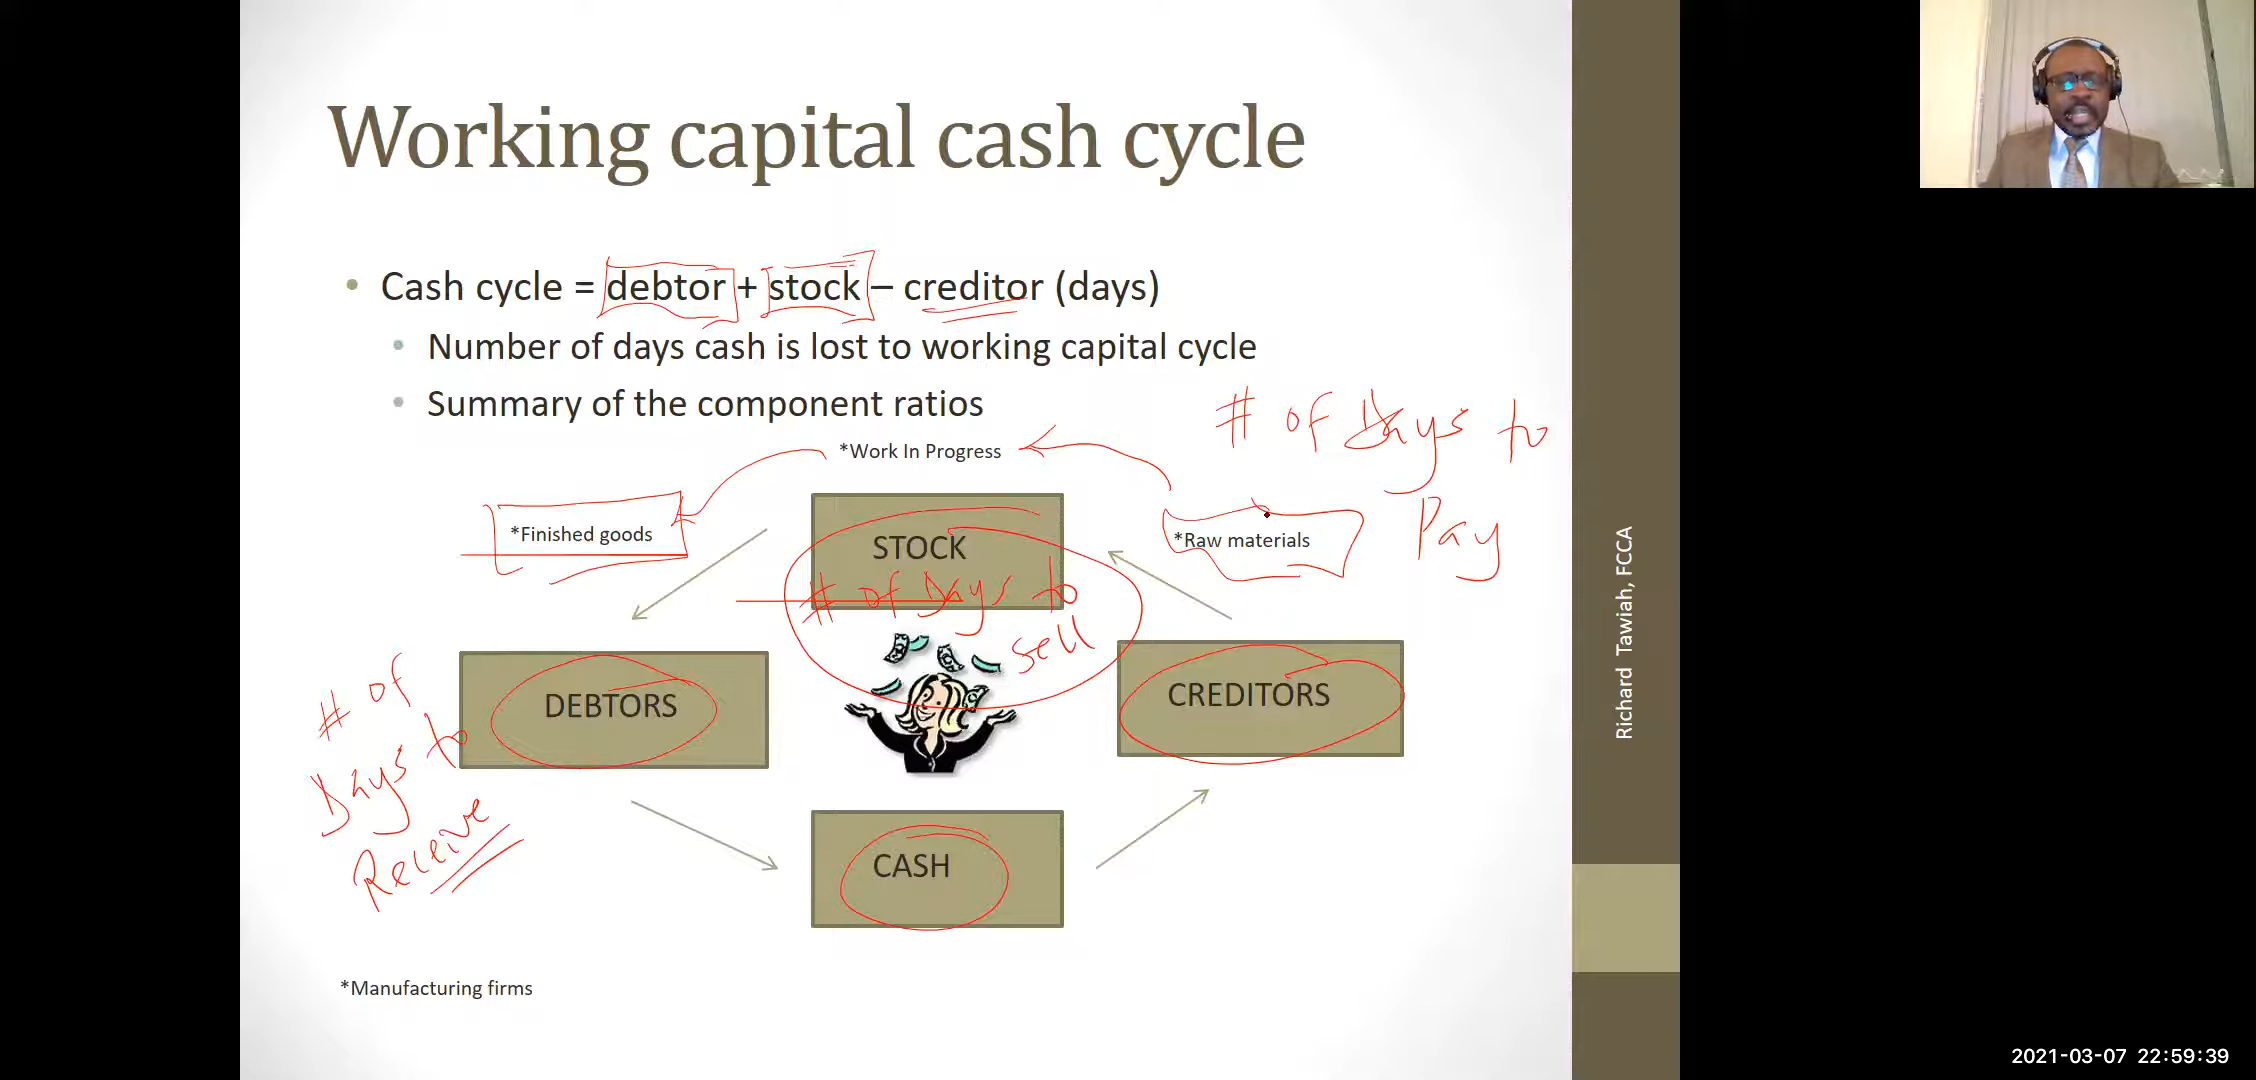 Working capital cash cycle
• Cash cycle = debtor + stock – creditor (days)
• Number of days cash is lost to working capital cycle
• Summary of the component ratios
# of Days to
Pay
*Work In Progress
*Finished goods
STOCK
*Raw materials
# of Days to
sell
DEBTORS
CREDITORS
# of
Days to
Receive
CASH
*Manufacturing firms
Richard Tawiah, FCCA
2021-03-07 22:59:39